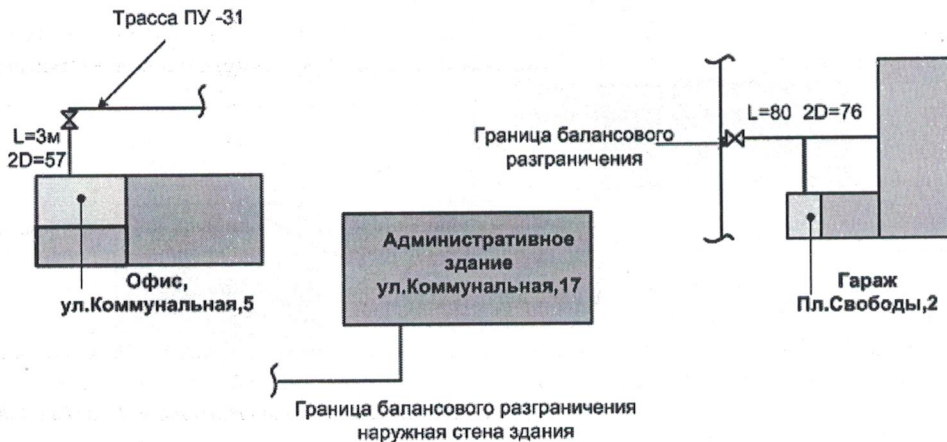 Трасса ПУ -31
L=3м
2D=57
Офис,
ул.Коммунальная,5
Административное
здание
ул.Коммунальная,17
Граница балансового разграничения
наружная стена здания
Граница балансового
разграничения
L=80 2D=76
Гараж
Пл.Свободы,2